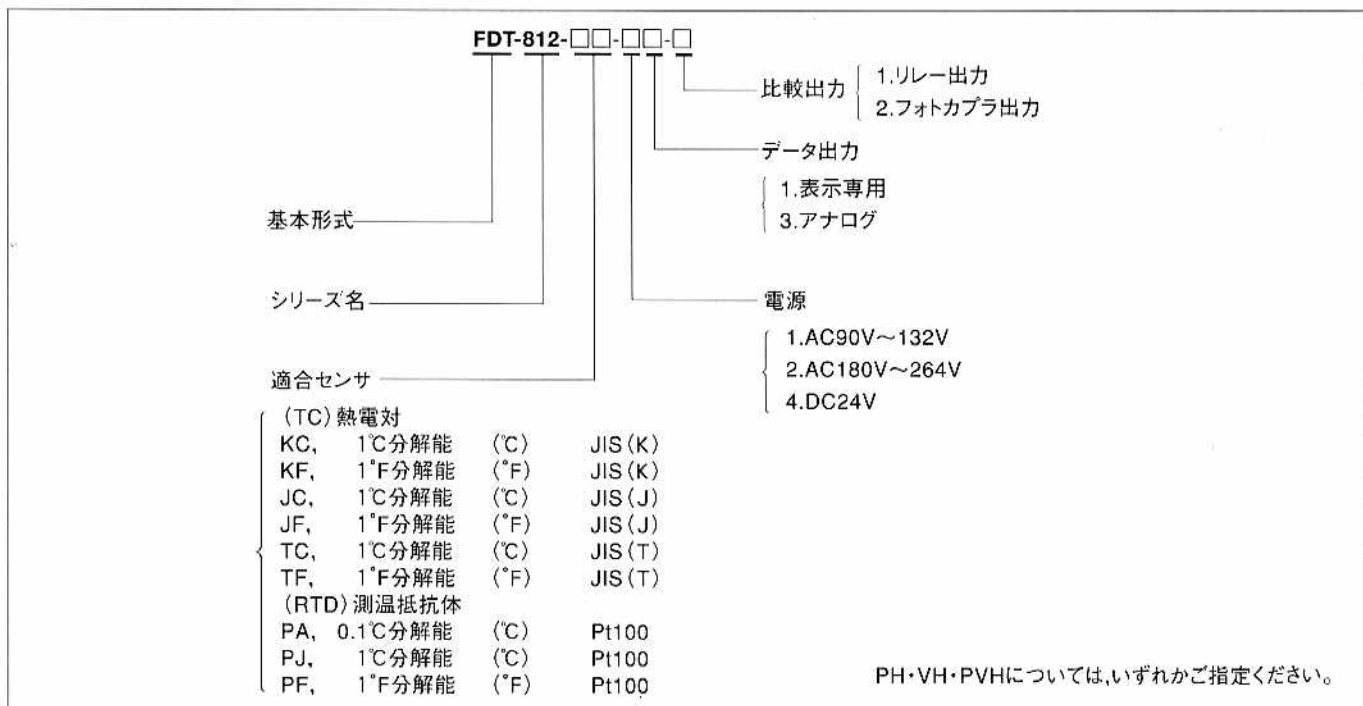 FDT-812-□□-□□-□
比較出力
1.リレー出力
2.フォトカプラ出力
データ出力
1.表示専用
3.アナログ
基本形式
シリーズ名
電源
1.AC90V～132V
2.AC180V～264V
4.DC24V
適合センサ
(TC)熱電対
KC, 1℃分解能 (℃) JIS(K)
KF, 1°F分解能 (°F) JIS(K)
JC, 1℃分解能 (℃) JIS(J)
JF, 1°F分解能 (°F) JIS(J)
TC, 1℃分解能 (℃) JIS(T)
TF, 1°F分解能 (°F) JIS(T)
(RTD)測温抵抗体
PA, 0.1℃分解能 (℃) Pt100
PJ, 1℃分解能 (℃) Pt100
PF, 1°F分解能 (°F) Pt100
PH・VH・PVHについては,いずれかご指定ください。